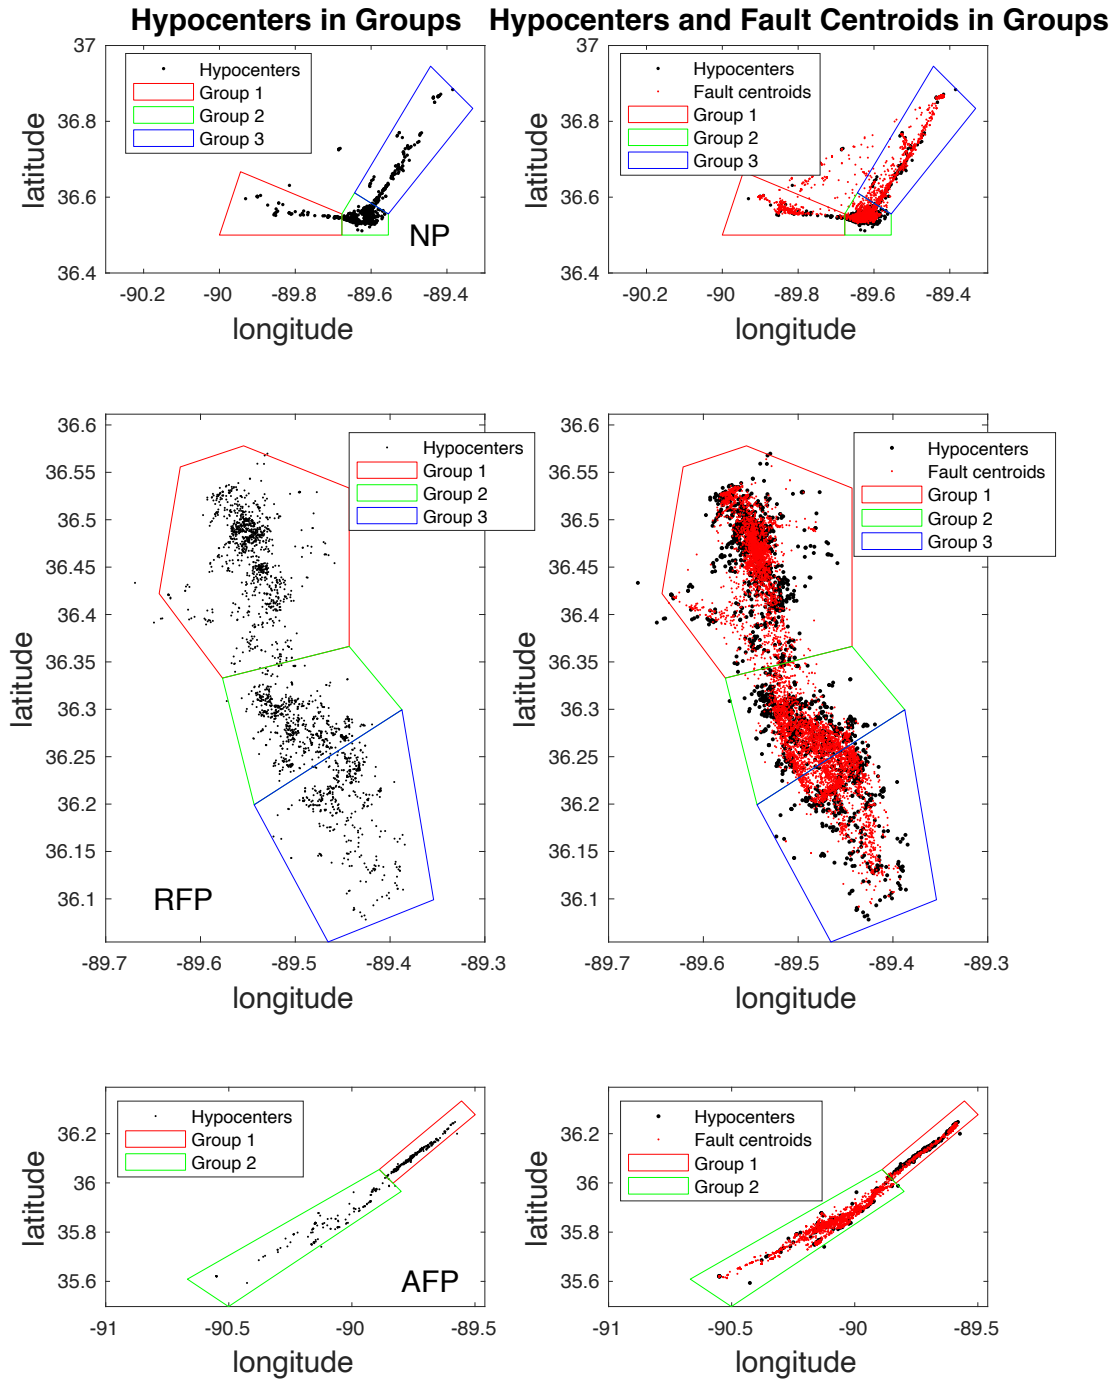 Hypocenters in Groups
Hypocenters and Fault Centroids in Groups
37
36.8
36.6
36.4
latitude
Hypocenters
Group 1
Group 2
Group 3
NP
-90.2
-90
-89.8
-89.6
-89.4
longitude
37
36.8
36.6
36.4
latitude
Hypocenters
Fault centroids
Group 1
Group 2
Group 3
-90.2
-90
-89.8
-89.6
-89.4
longitude
36.6
36.55
36.5
36.45
36.4
36.35
36.3
36.25
36.2
36.15
36.1
latitude
Hypocenters
Group 1
Group 2
Group 3
RFP
-89.7
-89.6
-89.5
-89.4
-89.3
longitude
36.6
36.55
36.5
36.45
36.4
36.35
36.3
36.25
36.2
36.15
36.1
latitude
Hypocenters
Fault centroids
Group 1
Group 2
Group 3
-89.7
-89.6
-89.5
-89.4
-89.3
longitude
36.2
36
35.8
35.6
latitude
Hypocenters
Group 1
Group 2
AFP
-91
-90.5
-90
-89.5
longitude
36.2
36
35.8
35.6
latitude
Hypocenters
Fault centroids
Group 1
Group 2
-91
-90.5
-90
-89.5
longitude